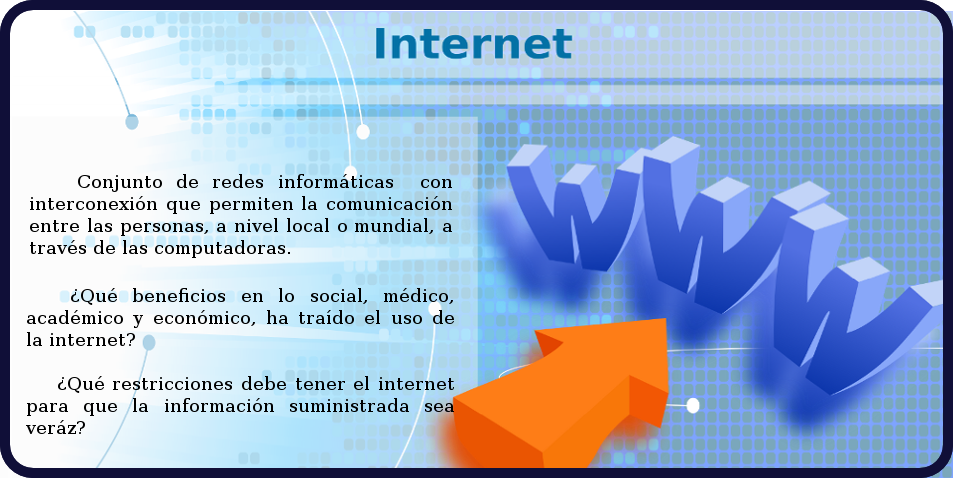 Internet
Conjunto de redes informáticas con
interconexión que permiten la comunicación
entre las personas, a nivel local o mundial, a
través de las computadoras.
¿Qué beneficios en lo social, médico,
académico y económico, ha traído el uso de
la internet?
¿Qué restricciones debe tener el internet
para que la información suministrada sea
veráz?
WWW